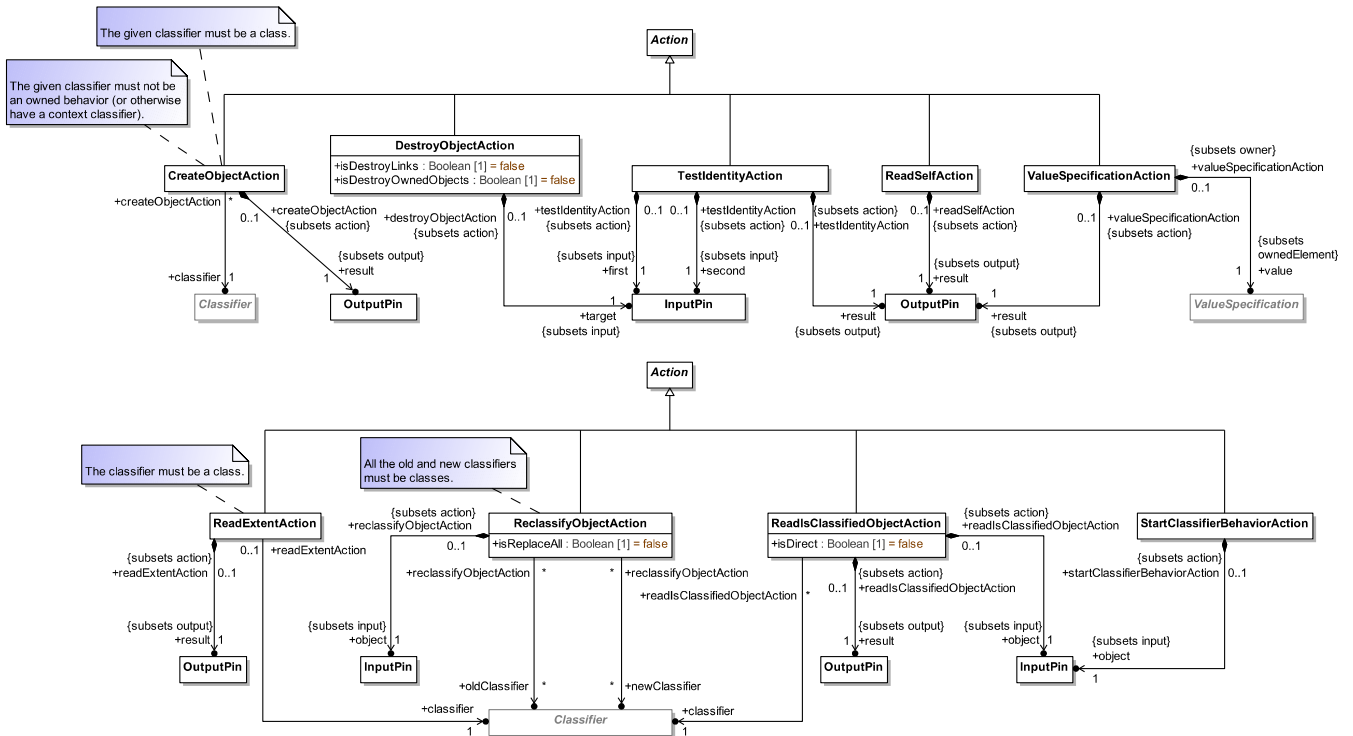 The given classifier must be a class.
Action
The given classifier must not be
an owned behavior (or otherwise
have a context classifier).
DestroyObjectAction
+isDestroyLinks : Boolean [1] = false
+isDestroyOwnedObjects : Boolean [1] = false
CreateObjectAction
TestIdentityAction
ReadSelfAction
ValueSpecificationAction
{subsets owner}
+valueSpecificationAction
0..1
+createObjectAction
*
0..1
+createObjectAction
{subsets action}
+destroyObjectAction
{subsets action}
0..1
+testIdentityAction
{subsets action}
0..1
0..1
+testIdentityAction
{subsets action}
{subsets action}
0..1
+testIdentityAction
0..1
+readSelfAction
{subsets action}
0..1
+valueSpecificationAction
{subsets action}
+classifier
1
{subsets output}
+result
1
{subsets input}
+first
1
{subsets input}
+second
1
{subsets output}
+result
1
{subsets
ownedElement}
+value
1
Classifier
OutputPin
1
+target
{subsets input}
InputPin
1
+result
{subsets output}
OutputPin
1
+result
{subsets output}
ValueSpecification
Action
The classifier must be a class.
All the old and new classifiers
must be classes.
ReadExtentAction
ReclassifyObjectAction
+isReplaceAll : Boolean [1] = false
ReadIsClassifiedObjectAction
+isDirect : Boolean [1] = false
StartClassifierBehaviorAction
{subsets action}
+reclassifyObjectAction
0..1
{subsets action}
+readIsClassifiedObjectAction
0..1
0..1
+readExtentAction
{subsets action}
+readExtentAction
0..1
+reclassifyObjectAction
*
*
+reclassifyObjectAction
+readIsClassifiedObjectAction
*
{subsets action}
0..1
+readIsClassifiedObjectAction
{subsets action}
+startClassifierBehaviorAction
0..1
{subsets output}
+result
1
{subsets input}
+object
1
{subsets output}
1
+result
{subsets input}
+object
1
{subsets input}
+object
1
OutputPin
InputPin
OutputPin
InputPin
+oldClassifier
*
*
+newClassifier
+classifier
1
Classifier
+classifier
1